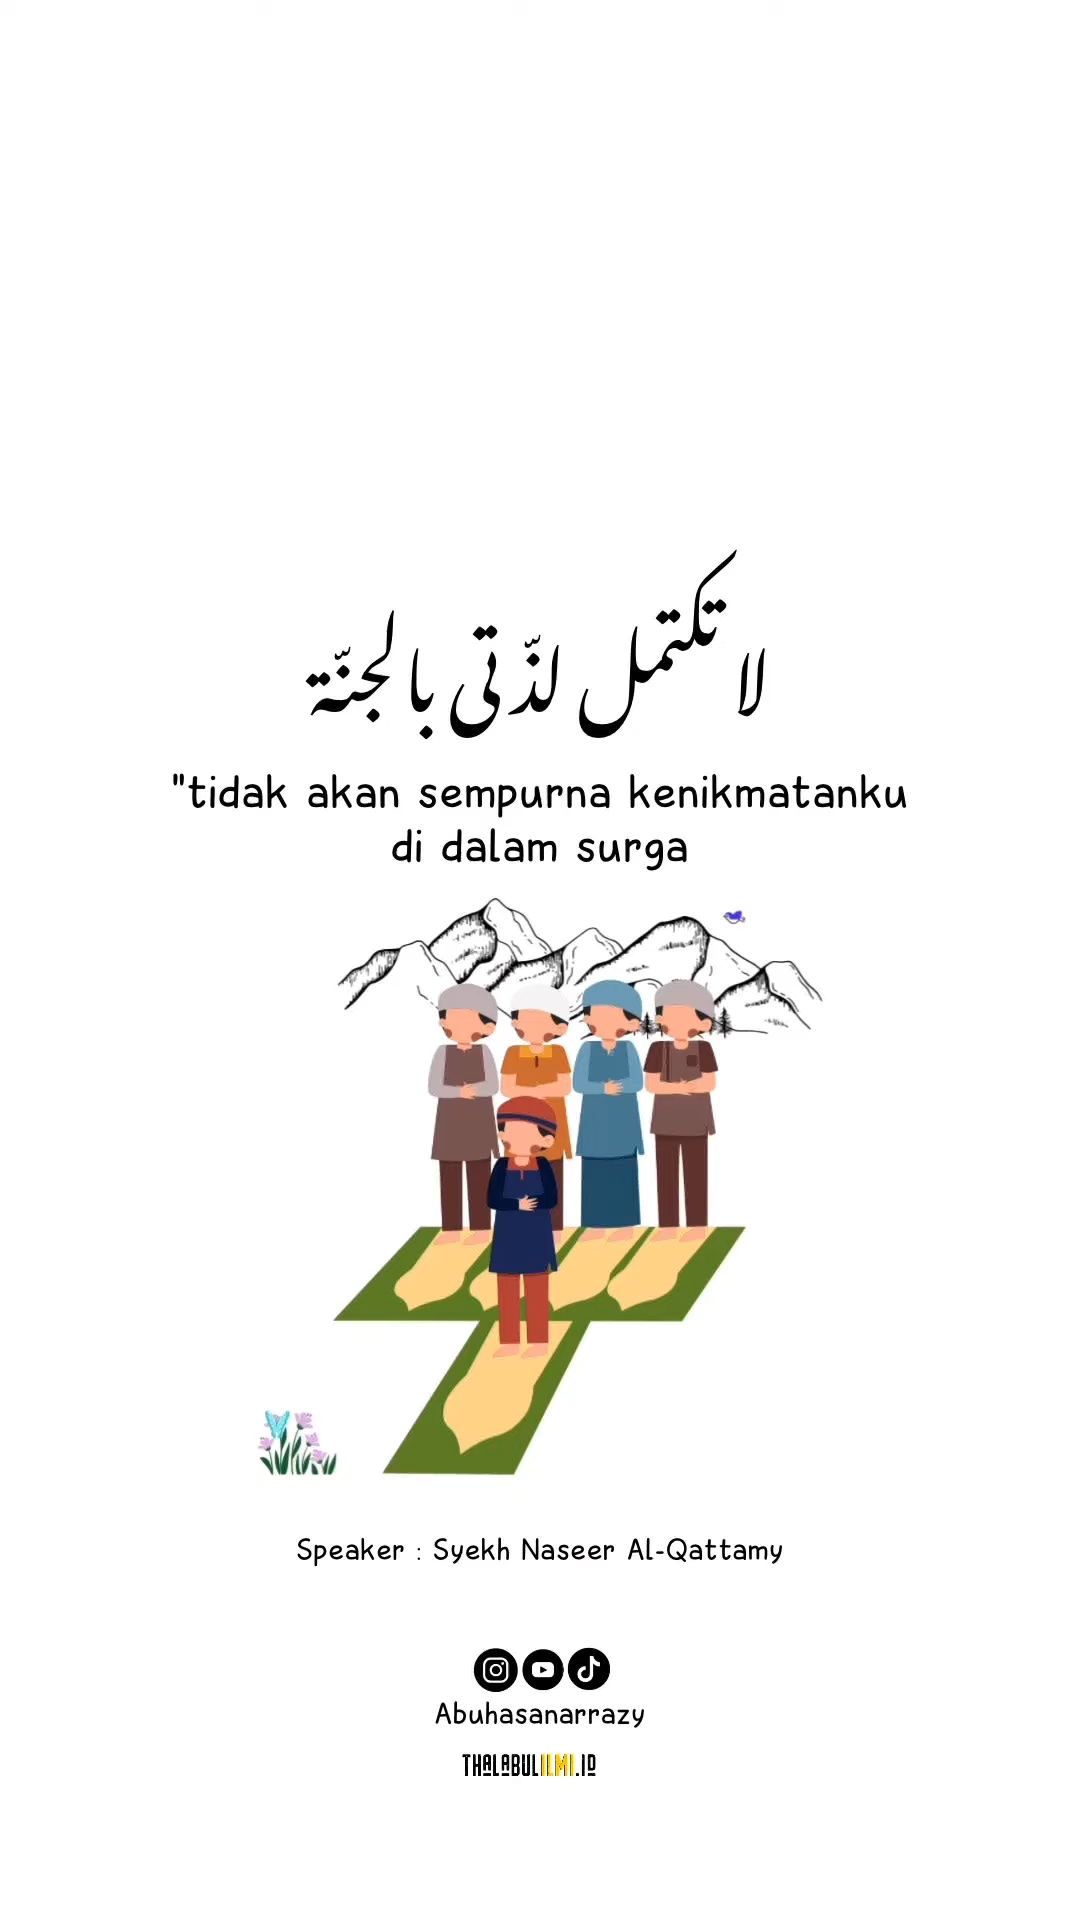 لا تكتمل لذّتي بالجنّة
"tidak akan sempurna kenikmatanku
di dalam surga
Speaker : Syekh Naseer Al-Qattamy
Abuhasanarrazy
THALABULILMI.ID